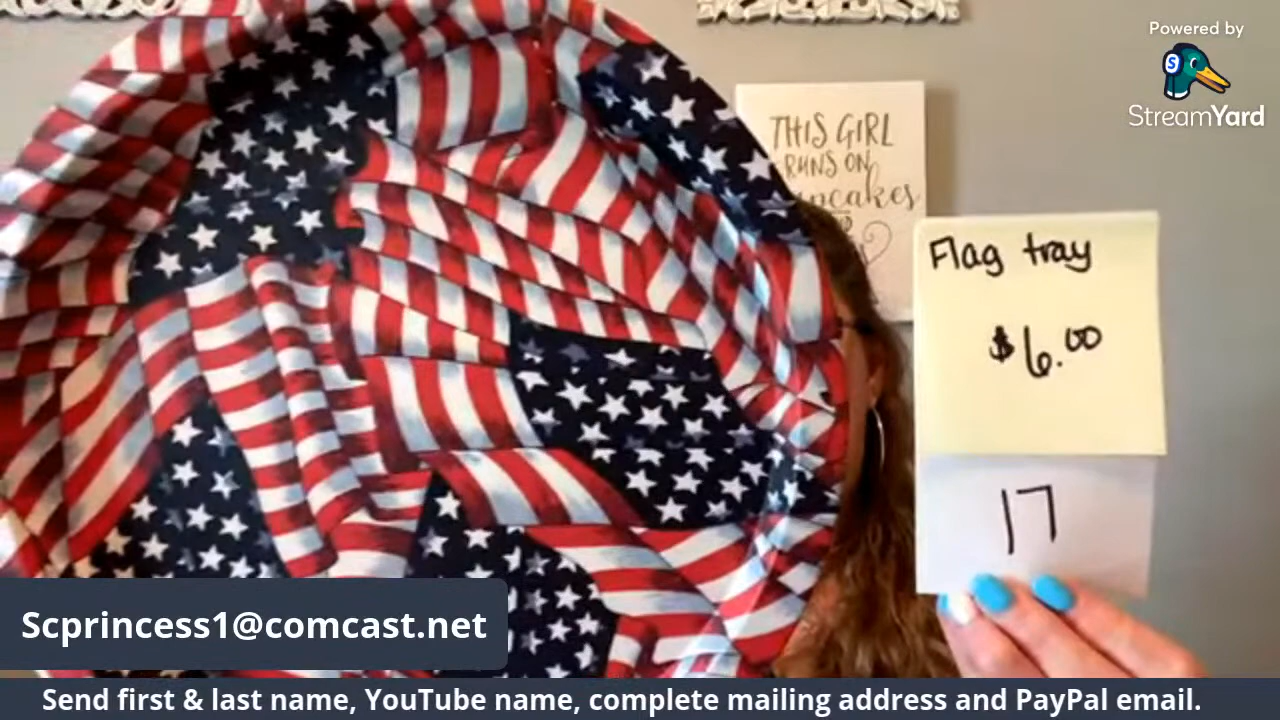 Powered by
StreamYard
THIS GIRL
RUNS ON
Flag tray
$6.00
17
Scprincess1@comcast.net
Send first & last name, YouTube name, complete mailing address and PayPal email.